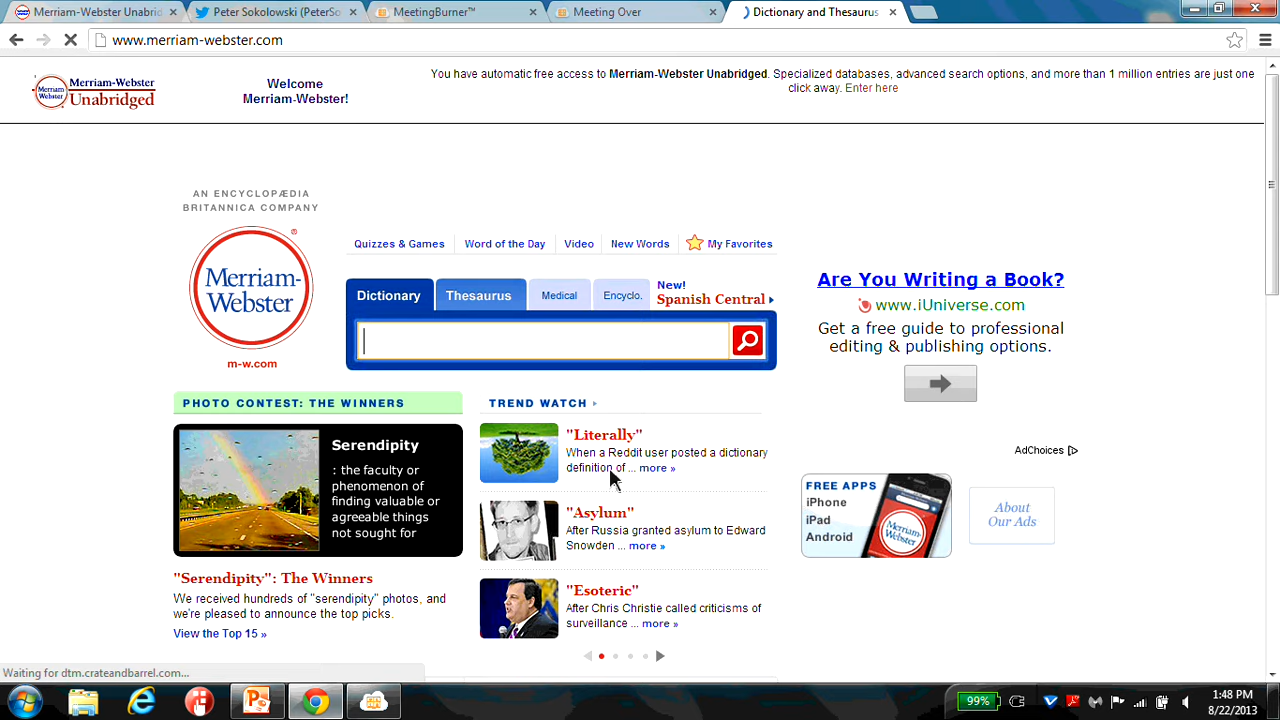 Merriam-Webster Unabrid
Peter Sokolowski (PeterSo
MeetingBurner™
Meeting Over
Dictionary and Thesaurus
www.merriam-webster.com
Merriam-Webster
Unabridged
Merriam
Webster
Welcome
Merriam-Webster!
You have automatic free access to Merriam-Webster Unabridged. Specialized databases, advanced search options, and more than 1 million entries are just one
click away. Enter here
AN ENCYCLOPÆDIA
BRITANNICA COMPANY
Merriam-
Webster
®
m-w.com
Quizzes & Games
Word of the Day
Video
New Words
My Favorites
Dictionary
Thesaurus
Medical
Encyclo.
New!
Spanish Central
Are You Writing a Book?
www.iUniverse.com
Get a free guide to professional
editing & publishing options.
AdChoices
PHOTO CONTEST: THE WINNERS
Serendipity
: the faculty or
phenomenon of
finding valuable or
agreeable things
not sought for
"Serendipity": The Winners
We received hundreds of "serendipity" photos, and
we're pleased to announce the top picks.
View the Top 15 »
TREND WATCH
"Literally"
When a Reddit user posted a dictionary
definition of ... more »
"Asylum"
After Russia granted asylum to Edward
Snowden ... more »
"Esoteric"
After Chris Christie called criticisms of
surveillance ... more »
FREE APPS
iPhone
iPad
Android
Merriam-
Webster
About
Our Ads
Waiting for dtm.crateandbarrel.com...
99%
1:48 PM
8/22/2013